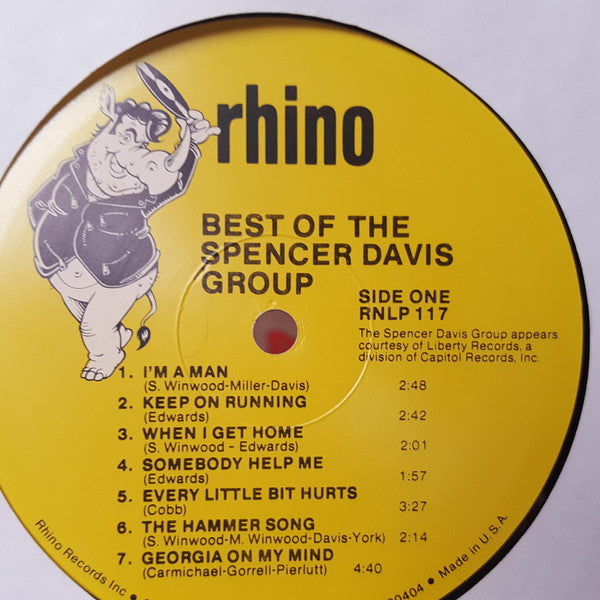 rhino
BEST OF THE
SPENCER DAVIS
GROUP
SIDE ONE
RNLP 117
The Spencer Davis Group appears
courtesy of Liberty Records, a
division of Capitol Records, Inc.
1. I'M A MAN
(S. Winwood-Miller-Davis) 2:48
2. KEEP ON RUNNING
(Edwards) 2:42
3. WHEN I GET HOME
(S. Winwood - Edwards) 2:01
4. SOMEBODY HELP ME
(Edwards) 1:57
5. EVERY LITTLE BIT HURTS
(Cobb) 3:27
6. THE HAMMER SONG
(S. Winwood-M. Winwood-Davis-York) 2:14
7. GEORGIA ON MY MIND
(Carmichael-Gorrell-Pierlutt) 4:40
Rhino Records Inc • 0404 • Made in U.S.A.